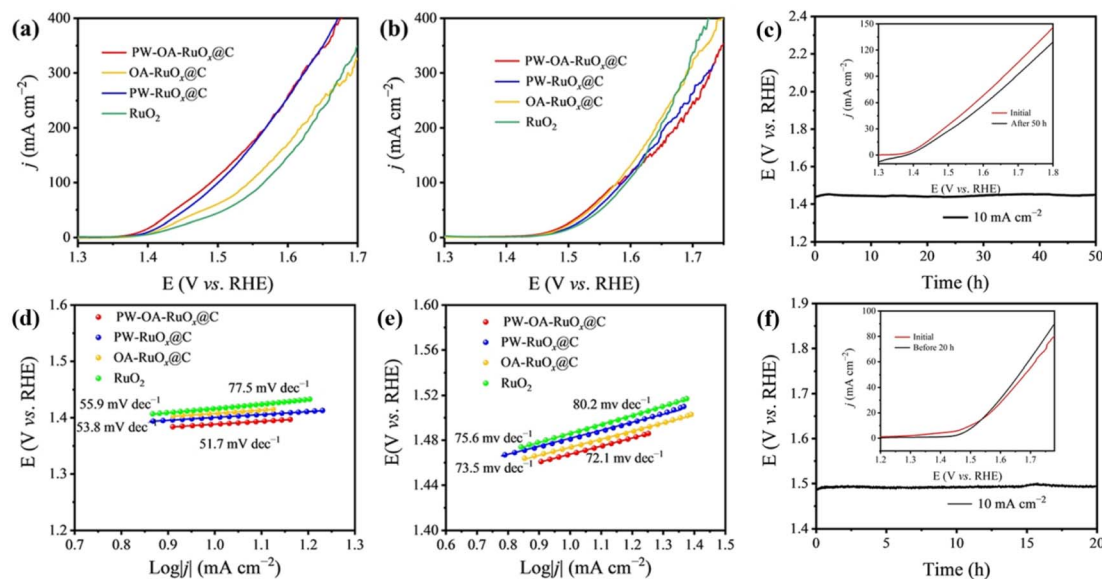 (a)
400
300
200
100
0
j (mA cm⁻²)
PW-OA-RuOₓ@C
OA-RuOₓ@C
PW-RuOₓ@C
RuO₂
1.3 1.4 1.5 1.6 1.7
E (V vs. RHE)
(b)
400
300
200
100
0
j (mA cm⁻²)
PW-OA-RuOₓ@C
PW-RuOₓ@C
OA-RuOₓ@C
RuO₂
1.3 1.4 1.5 1.6 1.7
E (V vs. RHE)
(c)
2.4
2.2
2.0
1.8
1.6
1.4
1.2
E (V vs. RHE)
150
120
90
60
30
0
j (mA cm⁻²)
Initial
After 50 h
1.3 1.4 1.5 1.6 1.7 1.8
E (V vs. RHE)
10 mA cm⁻²
0 10 20 30 40 50
Time (h)
(d)
1.6
1.5
1.4
1.3
1.2
E (V vs. RHE)
PW-OA-RuOₓ@C
PW-RuOₓ@C
OA-RuOₓ@C
RuO₂
77.5 mV dec⁻¹
55.9 mV dec⁻¹
53.8 mV dec⁻¹
51.7 mV dec⁻¹
0.7 0.8 0.9 1.0 1.1 1.2 1.3
Log|j| (mA cm⁻²)
(e)
1.60
1.56
1.52
1.48
1.44
1.40
E(V vs. RHE)
PW-OA-RuOₓ@C
PW-RuOₓ@C
OA-RuOₓ@C
RuO₂
80.2 mv dec⁻¹
75.6 mv dec⁻¹
73.5 mv dec⁻¹
72.1 mv dec⁻¹
0.6 0.7 0.8 0.9 1.0 1.1 1.2 1.3 1.4 1.5
Log|j| (mA cm⁻²)
(f)
1.9
1.8
1.7
1.6
1.5
1.4
E (V vs. RHE)
100
80
60
40
20
0
j (mA cm⁻²)
Initial
Before 20 h
1.2 1.3 1.4 1.5 1.6 1.7
E (V vs. RHE)
10 mA cm⁻²
0 5 10 15 20
Time (h)